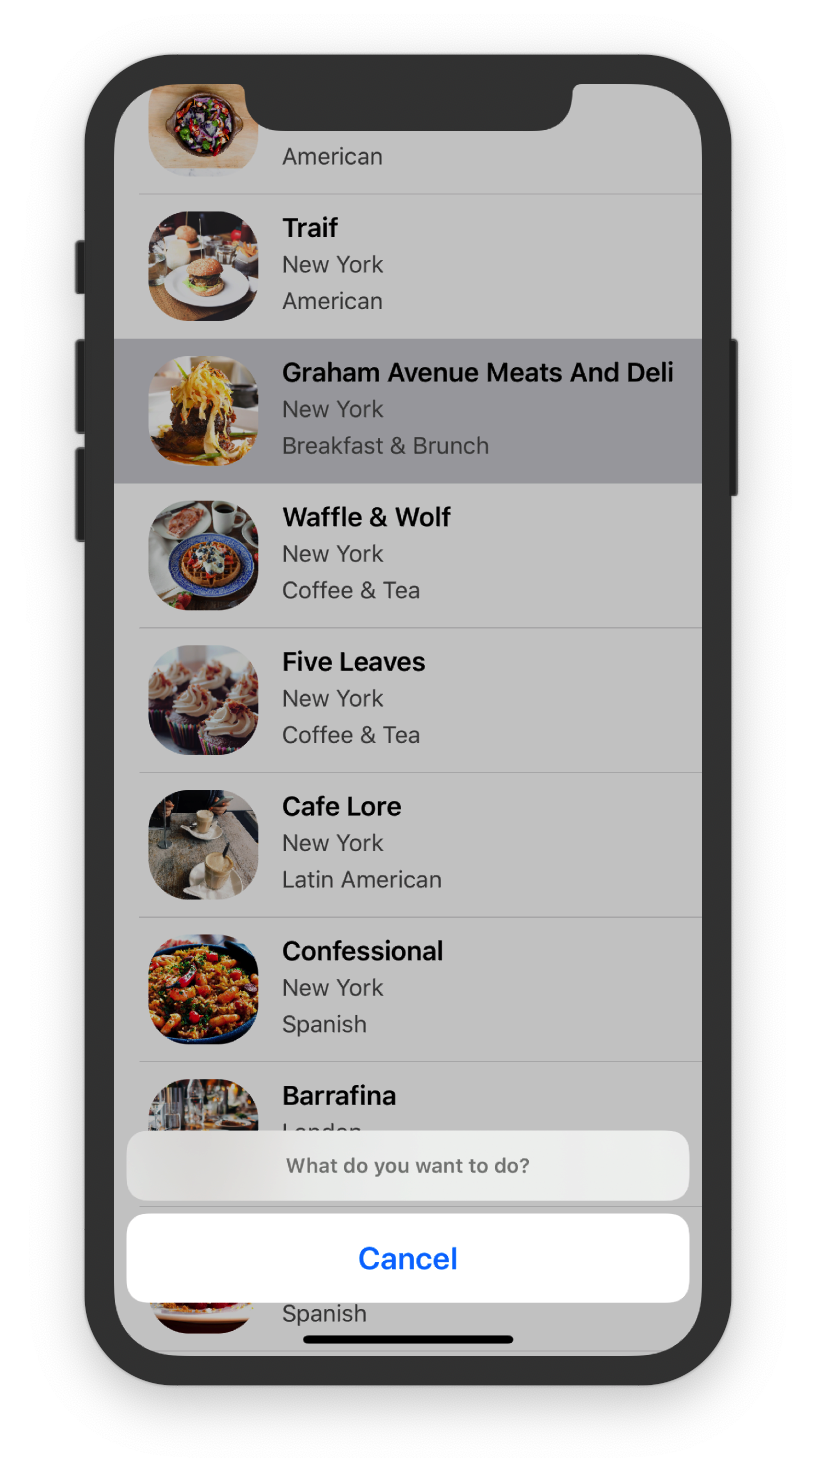 American
Traif
New York
American
Graham Avenue Meats And Deli
New York
Breakfast & Brunch
Waffle & Wolf
New York
Coffee & Tea
Five Leaves
New York
Coffee & Tea
Cafe Lore
New York
Latin American
Confessional
New York
Spanish
Barrafina
London
What do you want to do?
Cancel
Spanish